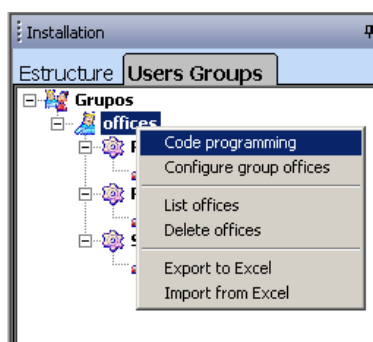 Installation
Estructure Users Groups
Grupos
offices
Code programming
Configure group offices
List offices
Delete offices
Export to Excel
Import from Excel